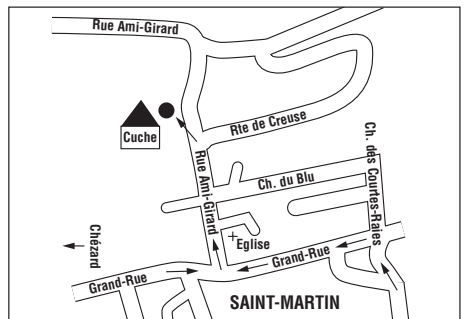 Rue Ami-Girard
Rte de Creuse
Cuche
Ch. des Courtes-Raies
Rue Ami-Girard
Ch. du Blu
Chézard
Eglise
Grand-Rue
Grand-Rue
SAINT-MARTIN